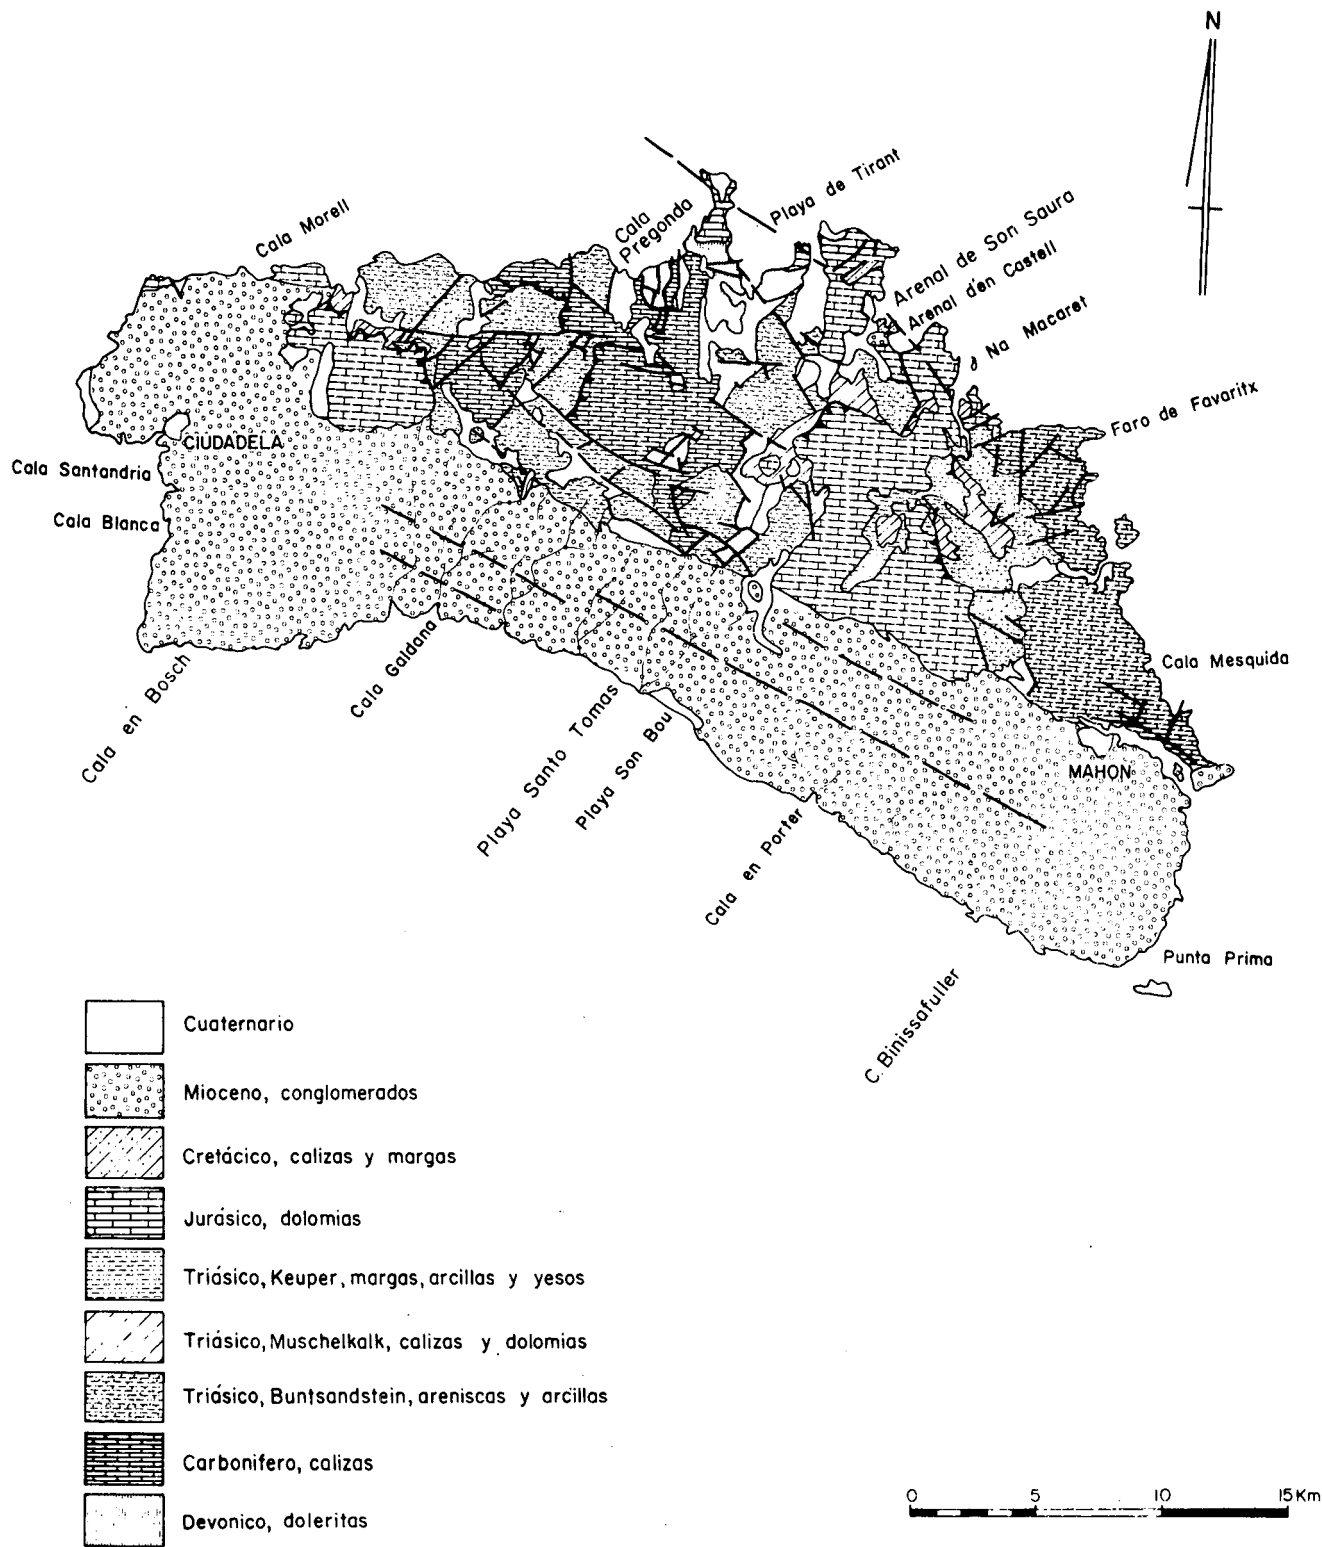 N
Cala Morell
Cala
Pregonda
Playa de Tirant
Arenal de Son Saura
Arenal d'en Castell
Na Macaret
Faro de Favaritx
CIUDADELA
Cala Santandria
Cala Blanca
Cala en Bosch
Cala Galdana
Playa Santo Tomas
Playa Son Bou
Cala en Porter
C. Binissafuller
Cala Mesquida
MAHON
Punta Prima
Cuaternario
Mioceno, conglomerados
Cretácico, calizas y margas
Jurásico, dolomias
Triásico, Keuper, margas, arcillas y yesos
Triásico, Muschelkalk, calizas y dolomias
Triásico, Buntsandstein, areniscas y arcillas
Carbonifero, calizas
Devonico, doleritas
0 5 10 15 Km